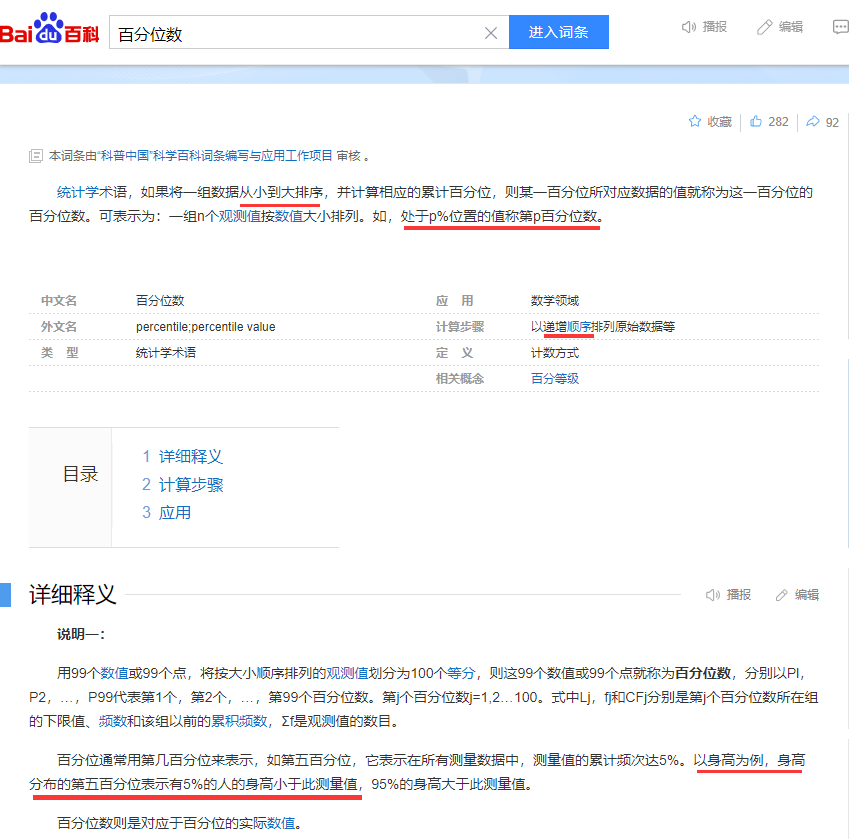 Bai du 百科
百分位数
进入词条
播报
编辑
收藏
282
92
本词条由“科普中国”科学百科词条编写与应用工作项目 审核 。
统计学术语，如果将一组数据从小到大排序，并计算相应的累计百分位，则某一百分位所对应数据的值就称为这一百分位的
百分位数。可表示为：一组n个观测值按数值大小排列。如，处于p%位置的值称第p百分位数。
中文名 百分位数 应 用 数学领域
外文名 percentile;percentile value 计算步骤 以递增顺序排列原始数据等
类 型 统计学术语 定 义 计数方式
相关概念 百分等级
目录
1 详细释义
2 计算步骤
3 应用
详细释义
播报
编辑
说明一：
用99个数值或99个点，将按大小顺序排列的观测值划分为100个等分，则这99个数值或99个点就称为百分位数，分别以Pl，
P2，…，P99代表第1个，第2个，…，第99个百分位数。第j个百分位数j=1,2…100。式中Lj，fj和CFj分别是第j个百分位数所在组
的下限值、频数和该组以前的累积频数，Σf是观测值的数目。
百分位通常用第几百分位来表示，如第五百分位，它表示在所有测量数据中，测量值的累计频次达5%。以身高为例，身高
分布的第五百分位表示有5%的人的身高小于此测量值，95%的身高大于此测量值。
百分位数则是对应于百分位的实际数值。